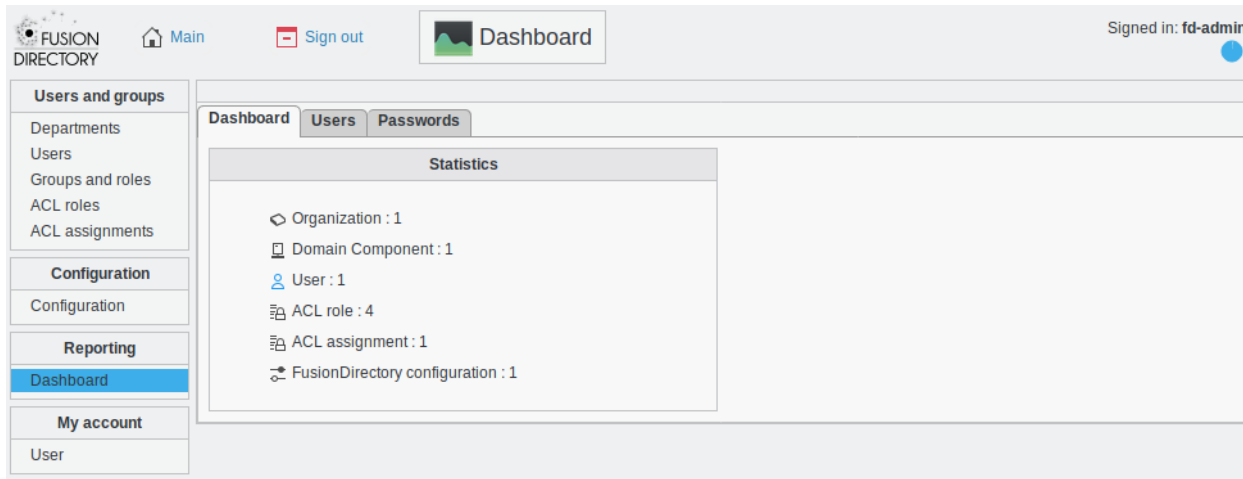 FUSION
DIRECTORY
Main
Sign out
Dashboard
Signed in: fd-admin
Users and groups
Departments
Users
Groups and roles
ACL roles
ACL assignments
Configuration
Configuration
Reporting
Dashboard
My account
User
Dashboard Users Passwords
Statistics
Organization : 1
Domain Component : 1
User : 1
ACL role : 4
ACL assignment : 1
FusionDirectory configuration : 1